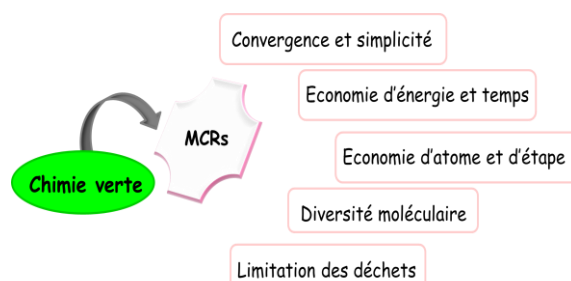 Convergence et simplicité
Economie d'énergie et temps
MCRs
Economie d'atome et d'étape
Chimie verte
Diversité moléculaire
Limitation des déchets